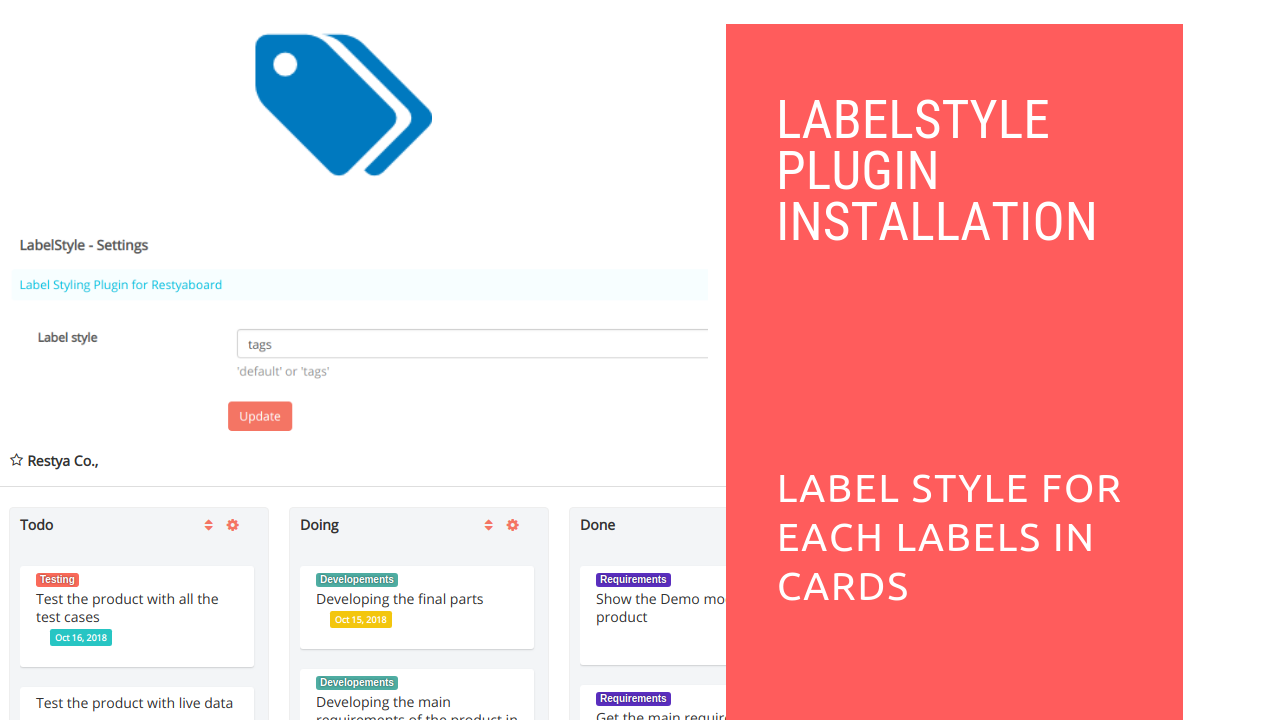 LABELSTYLE
PLUGIN
INSTALLATION
LABEL STYLE FOR
EACH LABELS IN
CARDS
LabelStyle - Settings
Label Styling Plugin for Restyaboard
Label style
tags
'default' or 'tags'
Update
Restya Co.,
Todo
Testing
Test the product with all the
test cases
Oct 16, 2018
Test the product with live data
Doing
Developements
Developing the final parts
Oct 15, 2018
Developements
Developing the main
requirements of the product in
Done
Requirements
Show the Demo mo
product
Requirements
Get the main requir